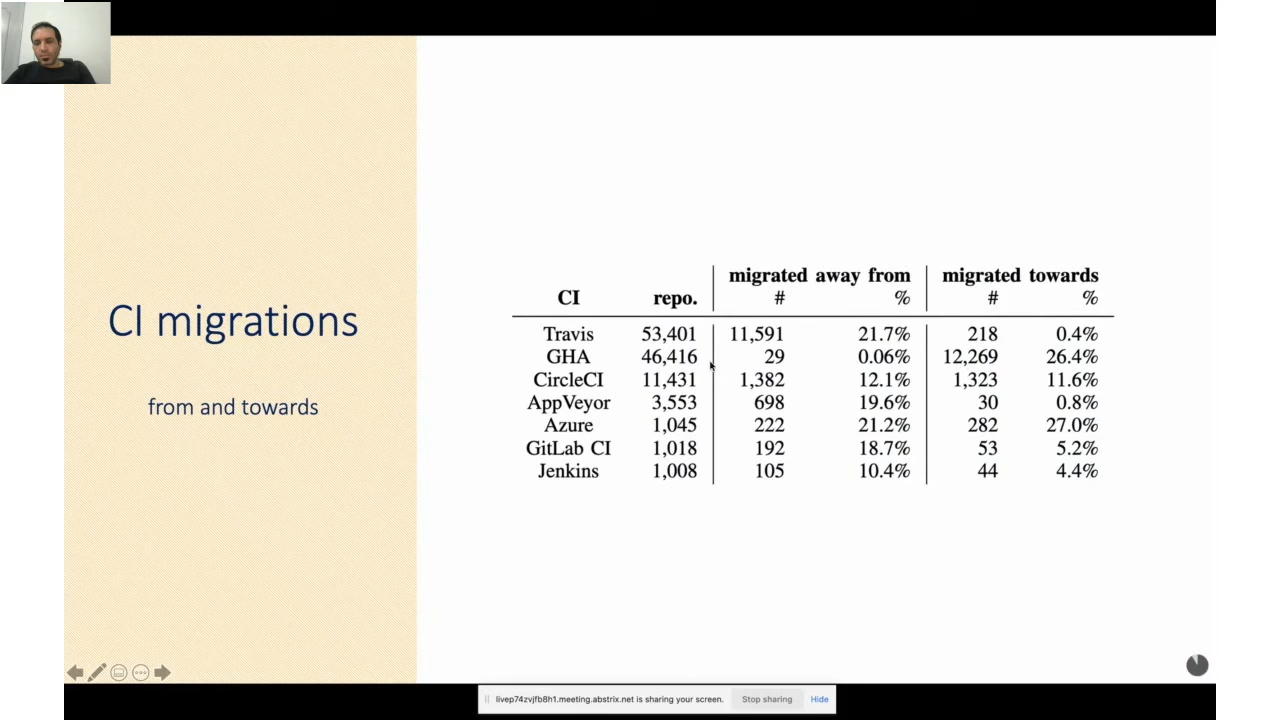 CI migrations
from and towards
migrated away from migrated towards
CI repo. # % # %
Travis 53,401 11,591 21.7% 218 0.4%
GHA 46,416 29 0.06% 12,269 26.4%
CircleCI 11,431 1,382 12.1% 1,323 11.6%
AppVeyor 3,553 698 19.6% 30 0.8%
Azure 1,045 222 21.2% 282 27.0%
GitLab CI 1,018 192 18.7% 53 5.2%
Jenkins 1,008 105 10.4% 44 4.4%
livep74zvjfb8h1.meeting.abstrix.net is sharing your screen. Stop sharing Hide